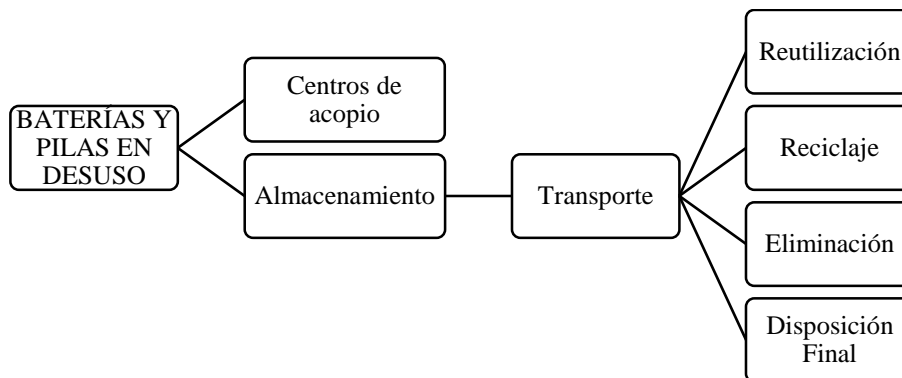 BATERÍAS Y
PILAS EN
DESUSO
Centros de
acopio
Almacenamiento
Transporte
Reutilización
Reciclaje
Eliminación
Disposición
Final